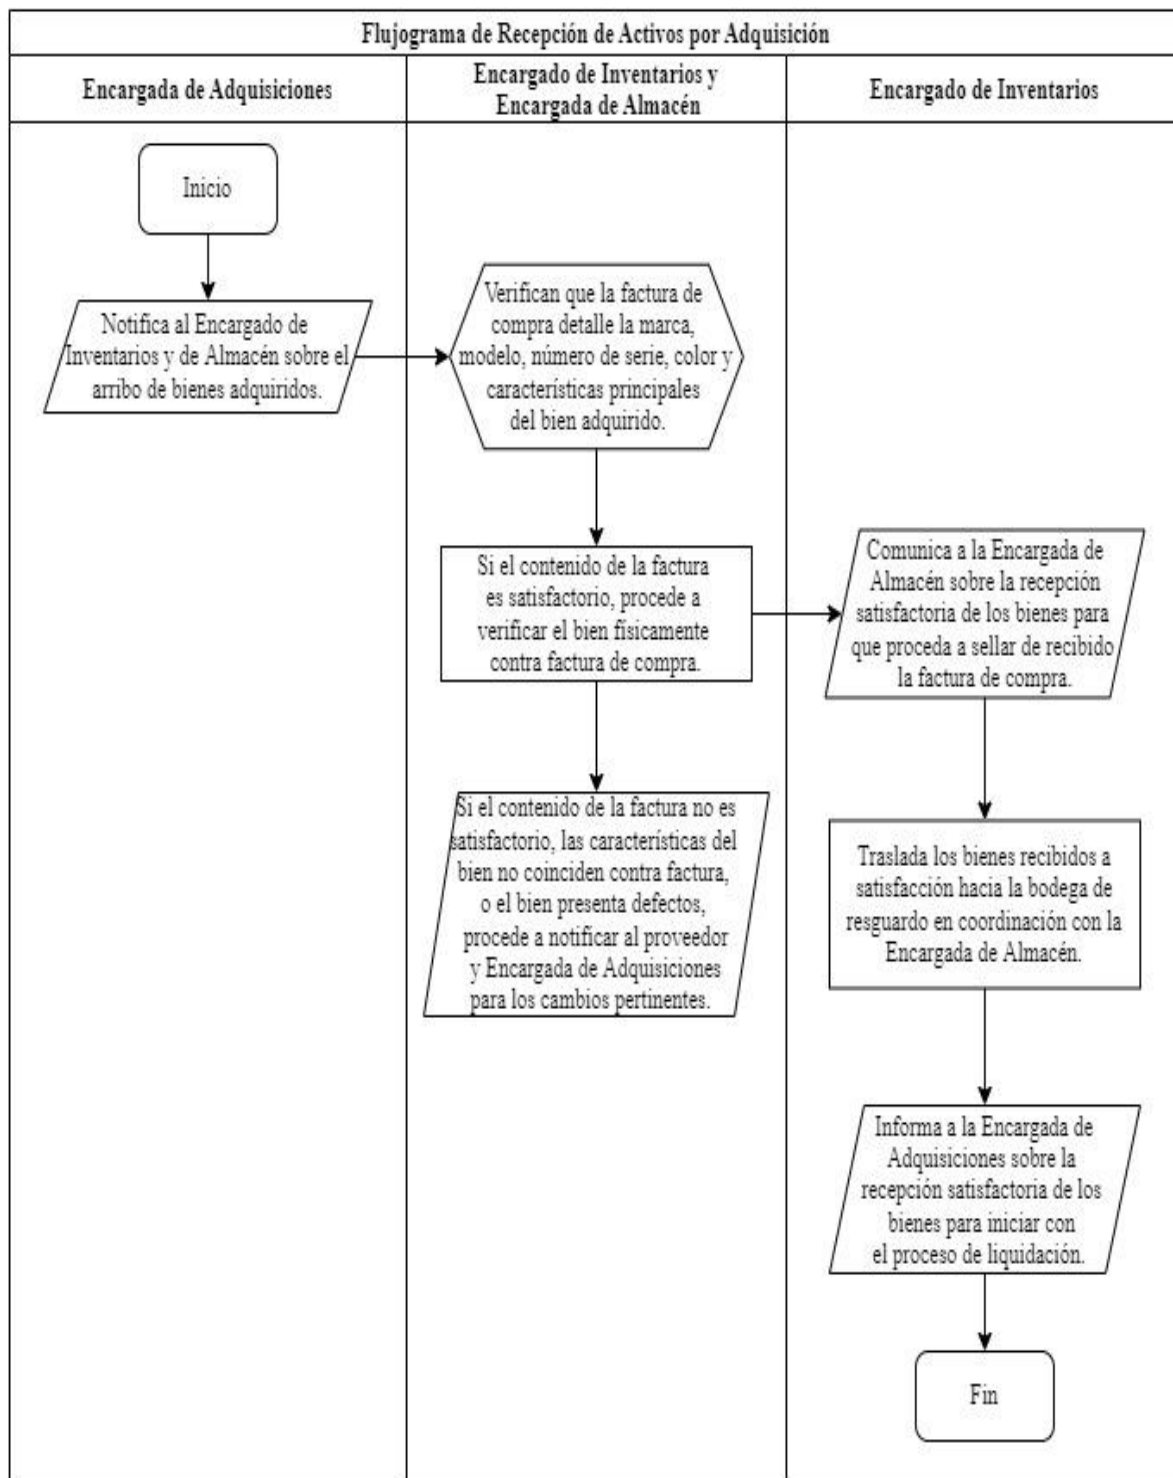 Flujograma de Recepción de Activos por Adquisición
Encargada de Adquisiciones
Encargado de Inventarios y
Encargada de Almacén
Encargado de Inventarios
Inicio
Notifica al Encargado de
Inventarios y de Almacén sobre el
arribo de bienes adquiridos.
Verifican que la factura de
compra detalle la marca,
modelo, número de serie, color y
características principales
del bien adquirido.
Si el contenido de la factura
es satisfactorio, procede a
verificar el bien físicamente
contra factura de compra.
Si el contenido de la factura no es
satisfactorio, las características del
bien no coinciden contra factura,
o el bien presenta defectos,
procede a notificar al proveedor
y Encargada de Adquisiciones
para los cambios pertinentes.
Comunica a la Encargada de
Almacén sobre la recepción
satisfactoria de los bienes para
que proceda a sellar de recibido
la factura de compra.
Traslada los bienes recibidos a
satisfacción hacia la bodega de
resguardo en coordinación con la
Encargada de Almacén.
Informa a la Encargada de
Adquisiciones sobre la
recepción satisfactoria de los
bienes para iniciar con
el proceso de liquidación.
Fin